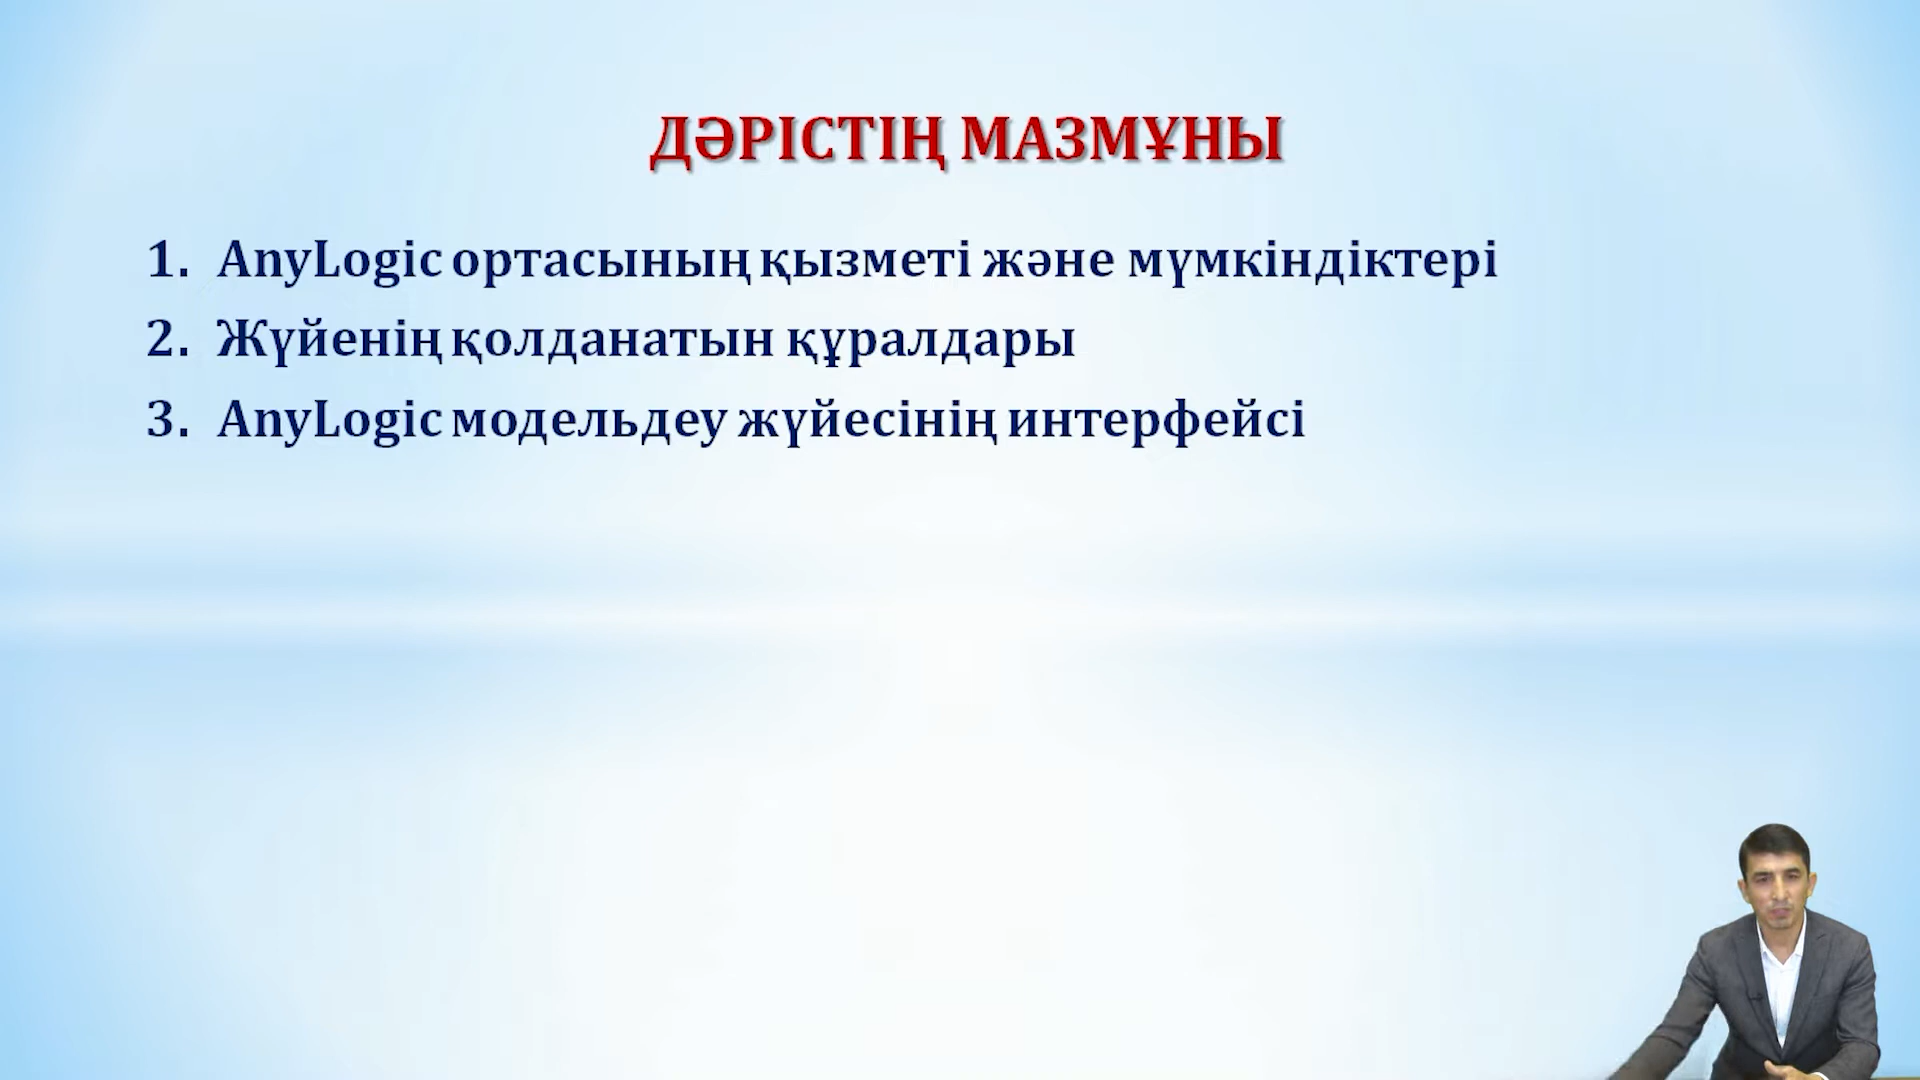 ДӘРІСТІҢ МАЗМҰНЫ
1. AnyLogic ортасының қызметі және мүмкіндіктері
2. Жүйенің қолданатын құралдары
3. AnyLogic модельдеу жүйесінің интерфейсі